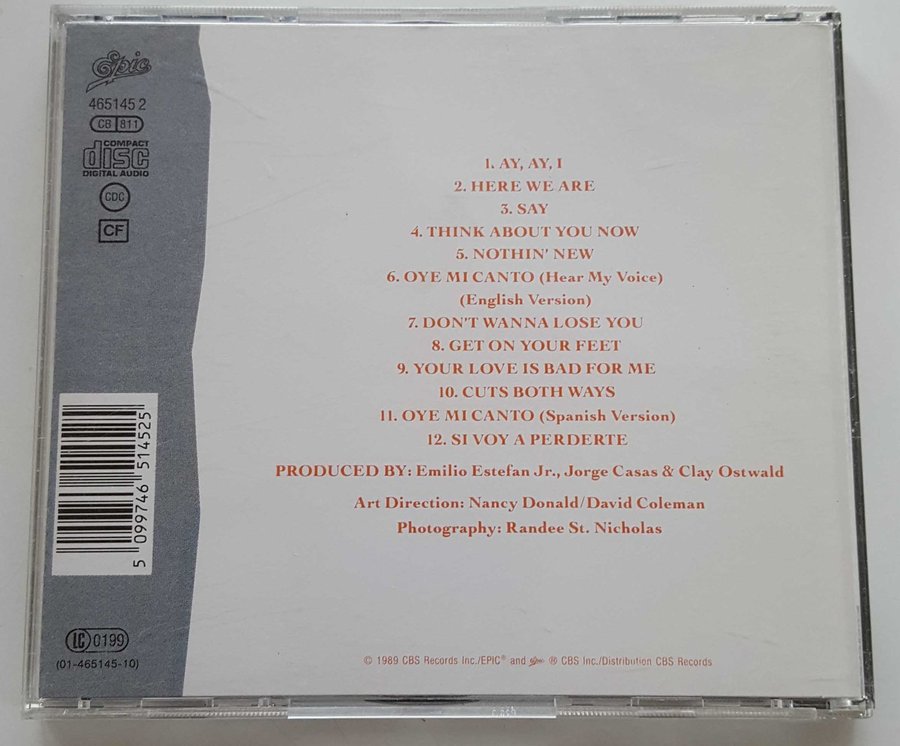 Epic
465145 2
CB 811
COMPACT
disc
DIGITAL AUDIO
CDC
CF
5 099746 514525
LC 0199
(01-465145-10)
1. AY, AY, I
2. HERE WE ARE
3. SAY
4. THINK ABOUT YOU NOW
5. NOTHIN' NEW
6. OYE MI CANTO (Hear My Voice)
(English Version)
7. DON'T WANNA LOSE YOU
8. GET ON YOUR FEET
9. YOUR LOVE IS BAD FOR ME
10. CUTS BOTH WAYS
11. OYE MI CANTO (Spanish Version)
12. SI VOY A PERDERTE
PRODUCED BY: Emilio Estefan Jr., Jorge Casas & Clay Ostwald
Art Direction: Nancy Donald/David Coleman
Photography: Randee St. Nicholas
© 1989 CBS Records Inc./EPIC® and Epic ® CBS Inc./Distribution CBS Records